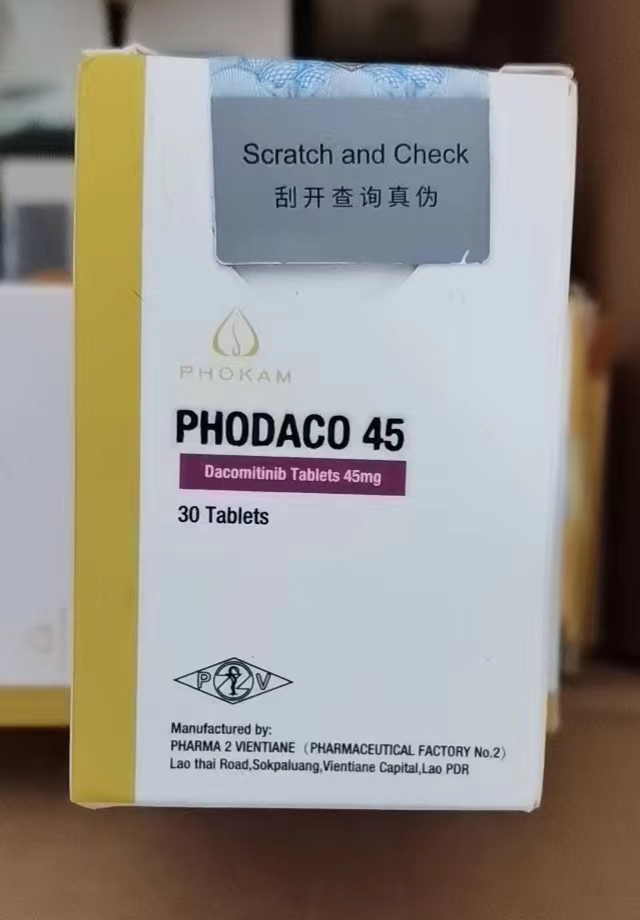 Scratch and Check
刮开查询真伪
PHOKAM
PHODACO 45
Dacomitinib Tablets 45mg
30 Tablets
P 2 V
Manufactured by:
PHARMA 2 VIENTIANE（PHARMACEUTICAL FACTORY No.2）
Lao thai Road,Sokpaluang,Vientiane Capital,Lao PDR